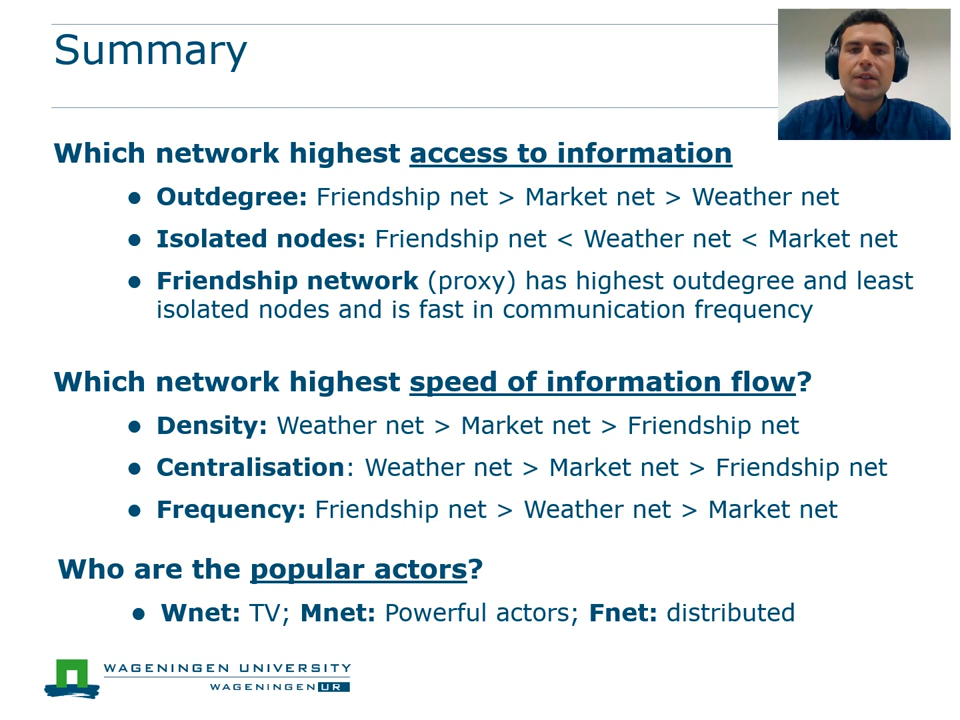 Summary
Which network highest access to information
● Outdegree: Friendship net > Market net > Weather net
● Isolated nodes: Friendship net < Weather net < Market net
● Friendship network (proxy) has highest outdegree and least
isolated nodes and is fast in communication frequency
Which network highest speed of information flow?
● Density: Weather net > Market net > Friendship net
● Centralisation: Weather net > Market net > Friendship net
● Frequency: Friendship net > Weather net > Market net
Who are the popular actors?
● Wnet: TV; Mnet: Powerful actors; Fnet: distributed
WAGENINGEN UNIVERSITY
WAGENINGEN UR